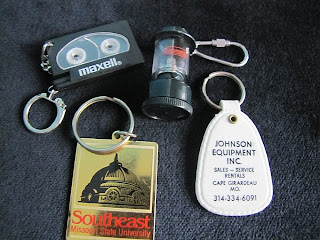 maxell
Southeast
Missouri State University
JOHNSON
EQUIPMENT
INC.
SALES - SERVICE
RENTALS
CAPE GIRARDEAU
MO.
314-334-6091